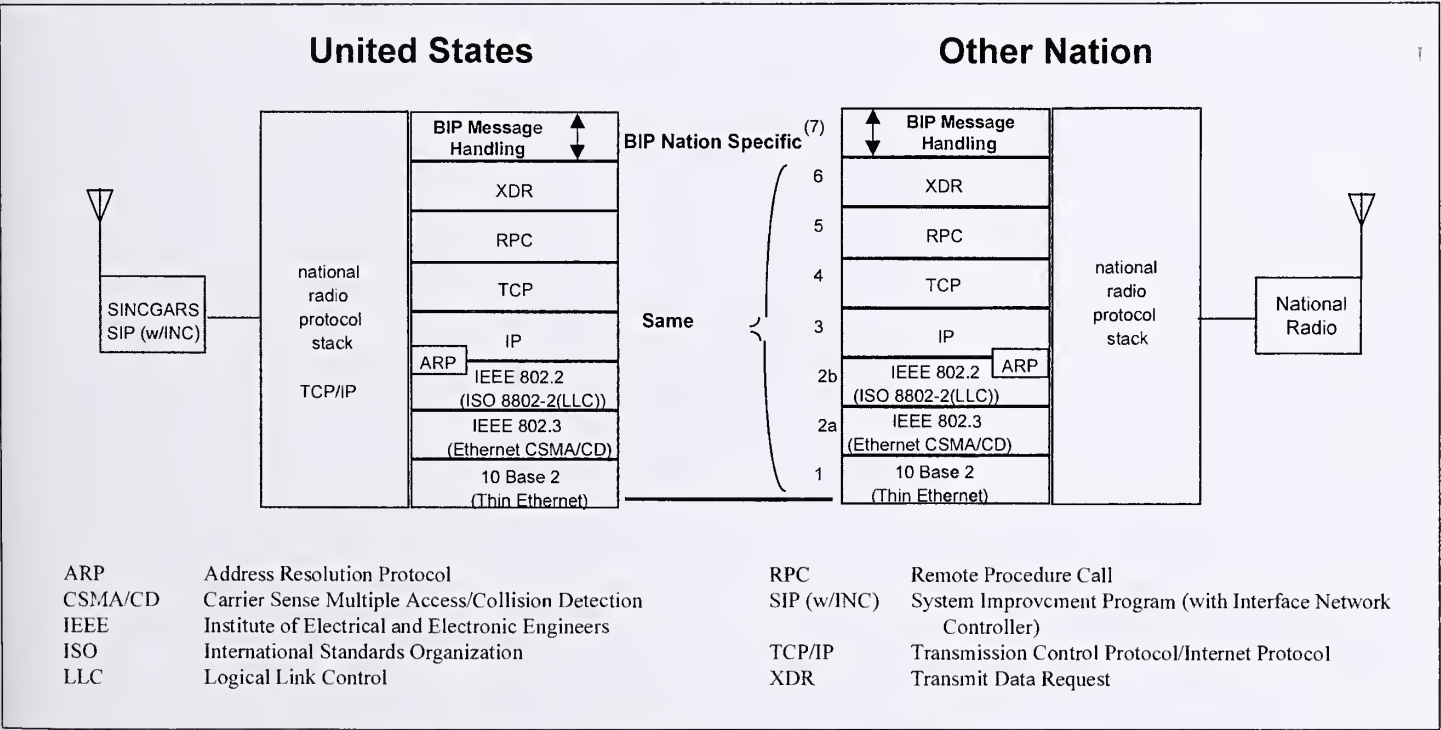 United States
Other Nation
BIP Message
Handling
XDR
RPC
TCP
IP
ARP
IEEE 802.2
(ISO 8802-2(LLC))
IEEE 802.3
(Ethernet CSMA/CD)
10 Base 2
(Thin Ethernet)
national
radio
protocol
stack
TCP/IP
SINCGARS
SIP (w/INC)
BIP Nation Specific
(7)
Same
6
5
4
3
2b
2a
1
BIP Message
Handling
XDR
RPC
TCP
IP
ARP
IEEE 802.2
(ISO 8802-2(LLC))
IEEE 802.3
(Ethernet CSMA/CD)
10 Base 2
(Thin Ethernet)
national
radio
protocol
stack
National
Radio
ARP Address Resolution Protocol
CSMA/CD Carrier Sense Multiple Access/Collision Detection
IEEE Institute of Electrical and Electronic Engineers
ISO International Standards Organization
LLC Logical Link Control
RPC Remote Procedure Call
SIP (w/INC) System Improvement Program (with Interface Network
Controller)
TCP/IP Transmission Control Protocol/Internet Protocol
XDR Transmit Data Request